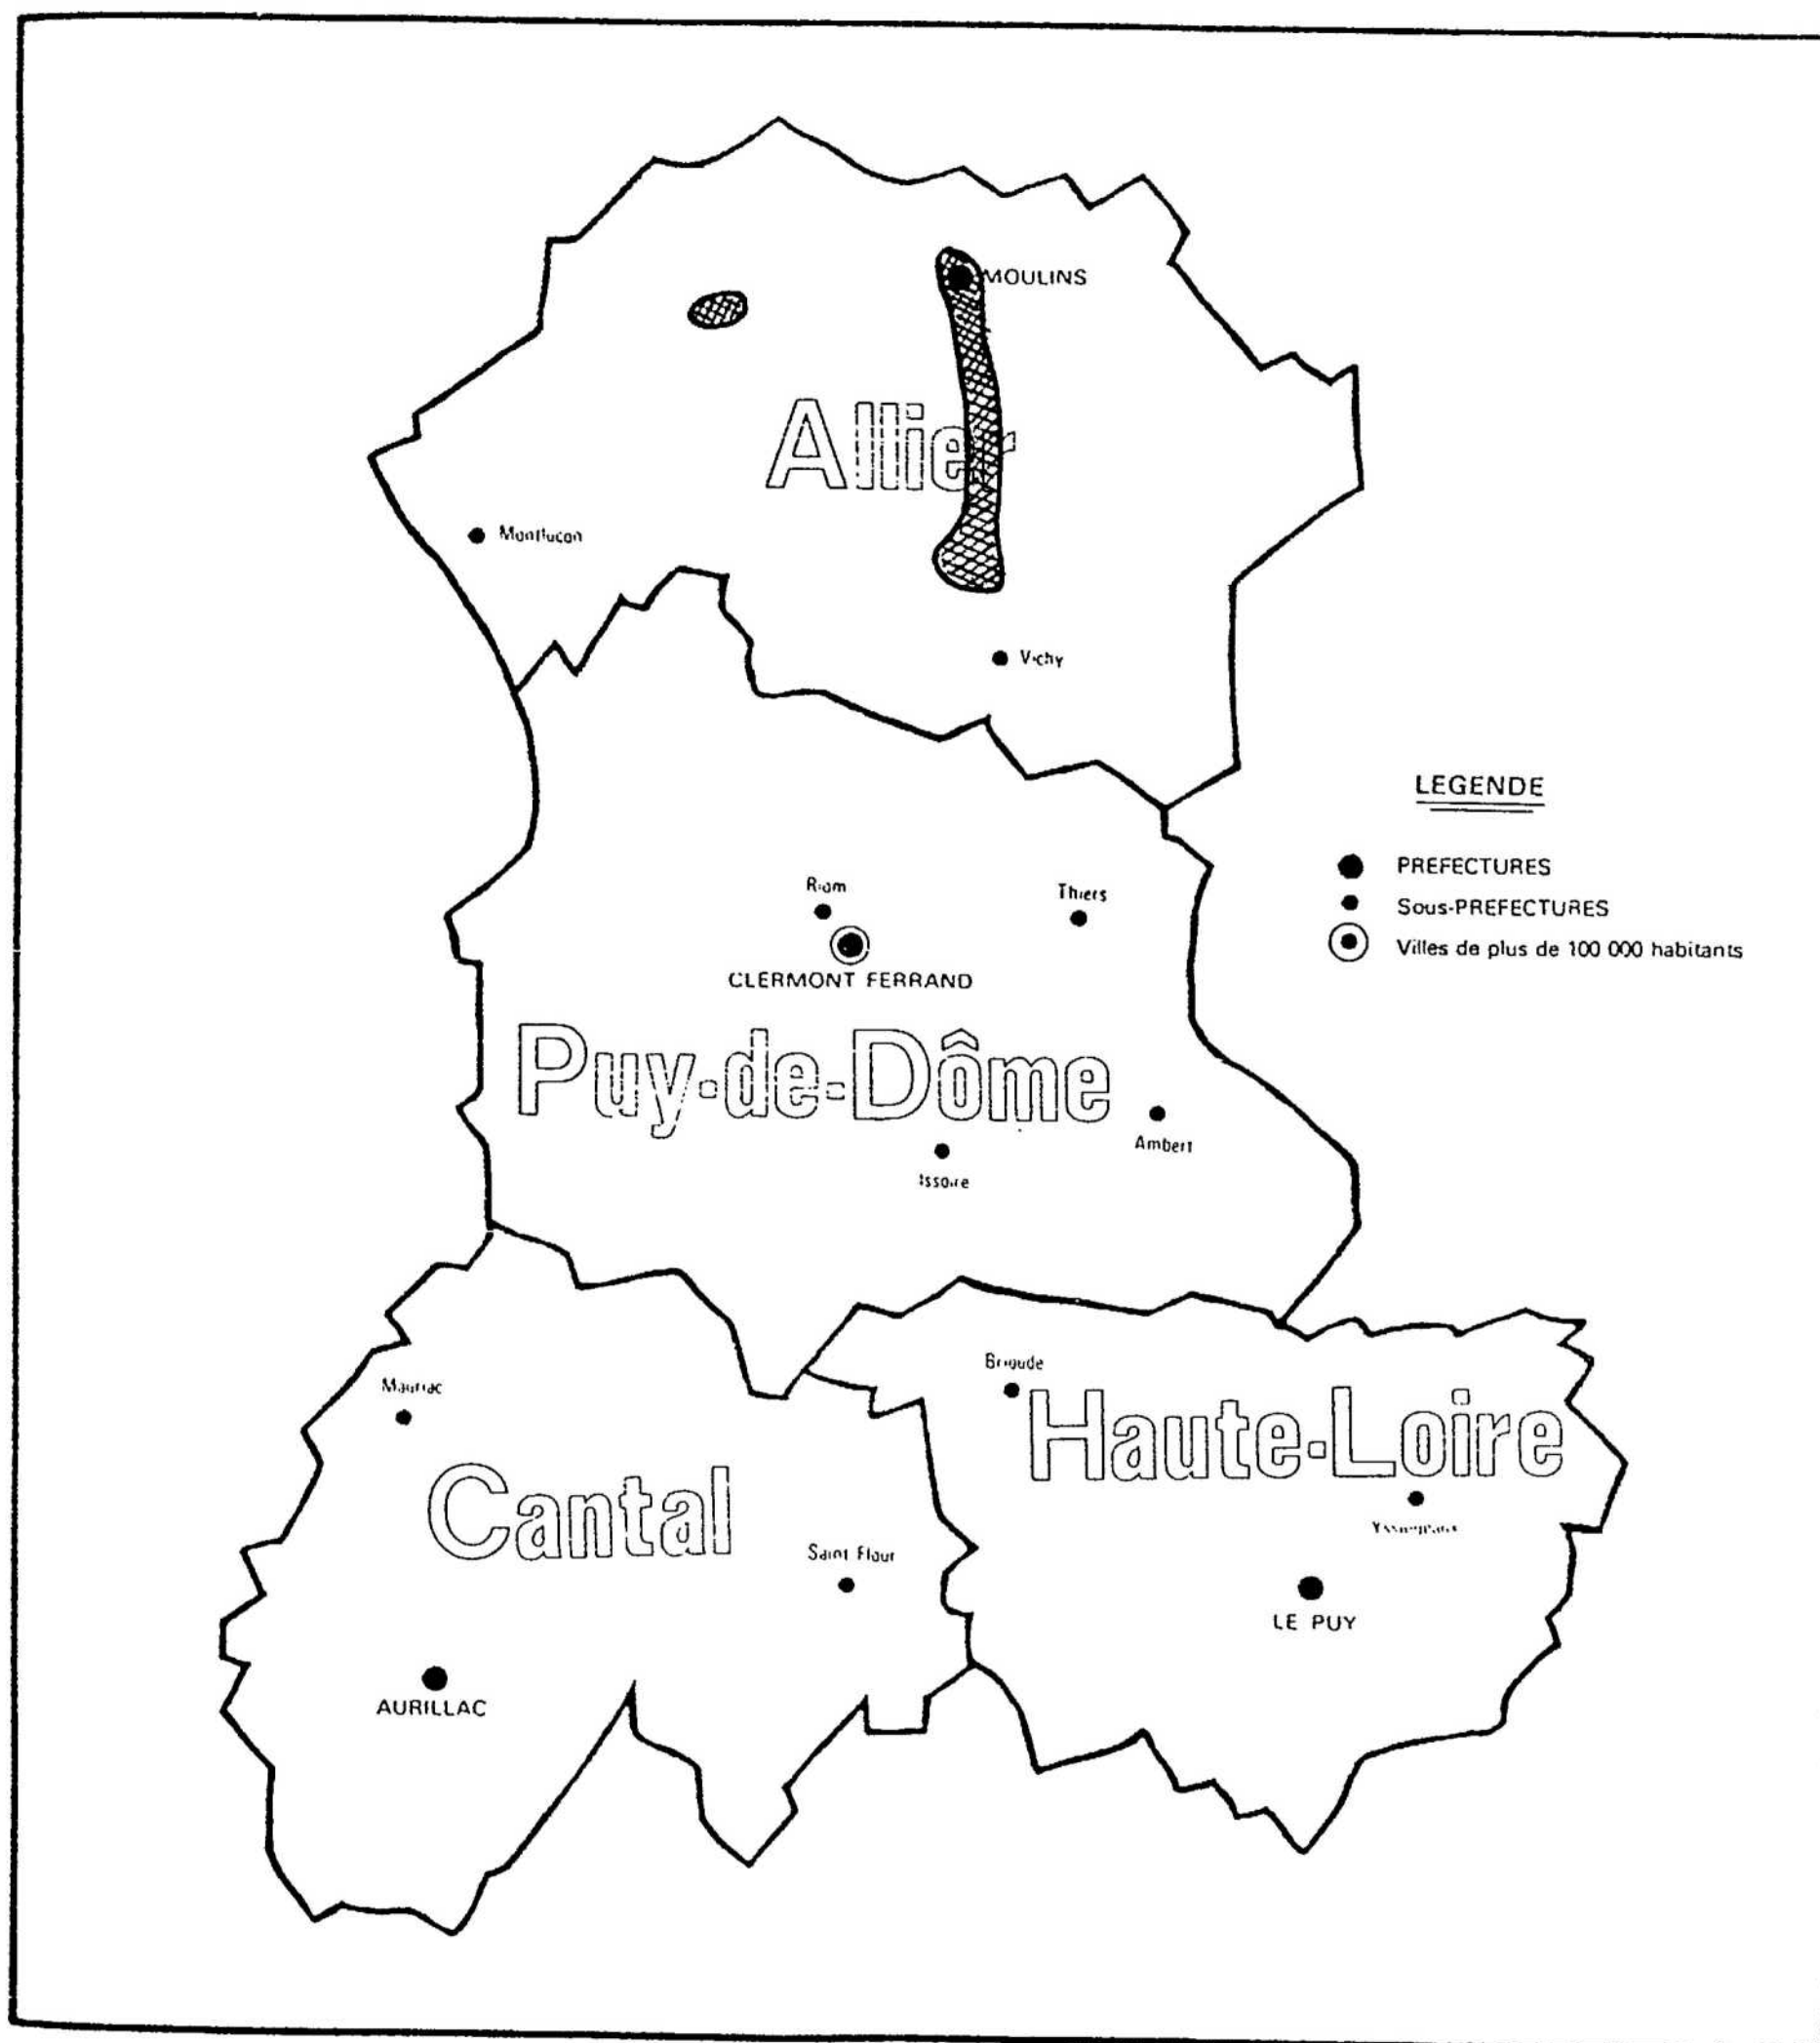 MOULINS
Allier
Montluçon
Vichy
LEGENDE
PREFECTURES
Sous-PREFECTURES
Villes de plus de 100 000 habitants
Riom
Thiers
CLERMONT FERRAND
Puy-de-Dôme
Ambert
Issoire
Brioude
Mauriac
Haute-Loire
Cantal
Saint Flour
LE PUY
AURILLAC